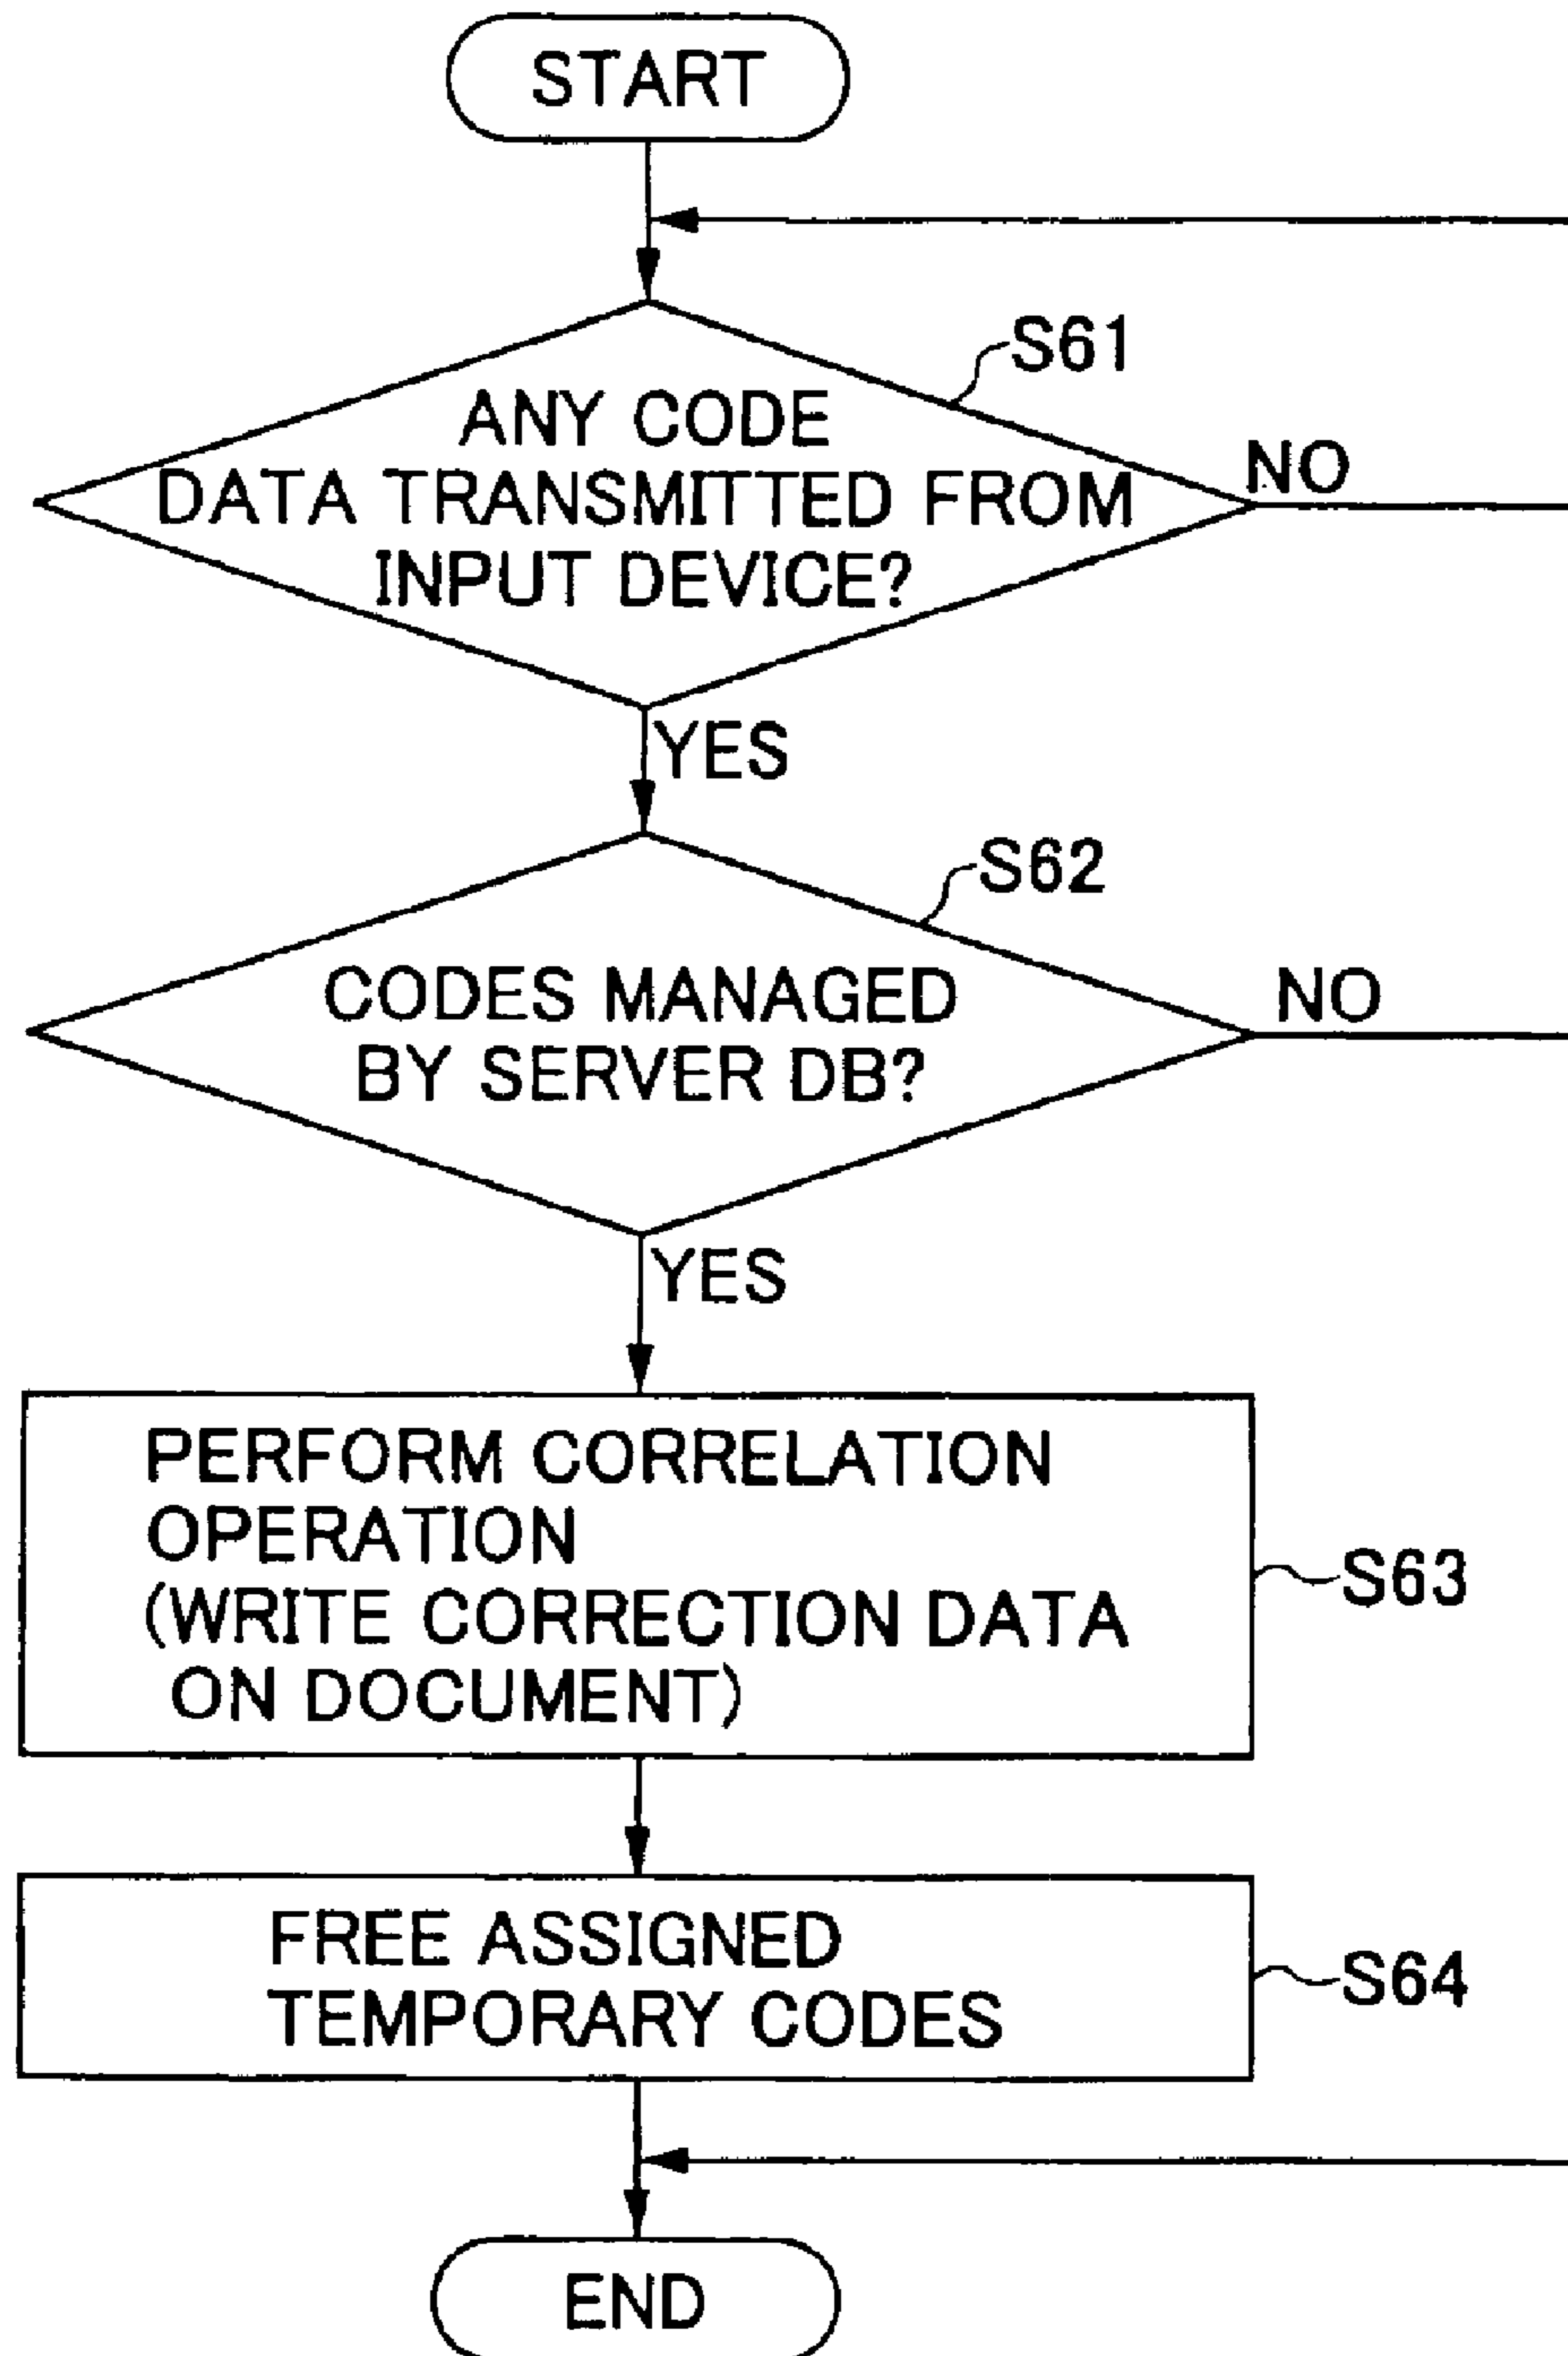 START
S61
ANY CODE
DATA TRANSMITTED FROM
INPUT DEVICE?
NO
YES
S62
CODES MANAGED
BY SERVER DB?
NO
YES
PERFORM CORRELATION
OPERATION
(WRITE CORRECTION DATA
ON DOCUMENT)
S63
FREE ASSIGNED
TEMPORARY CODES
S64
END